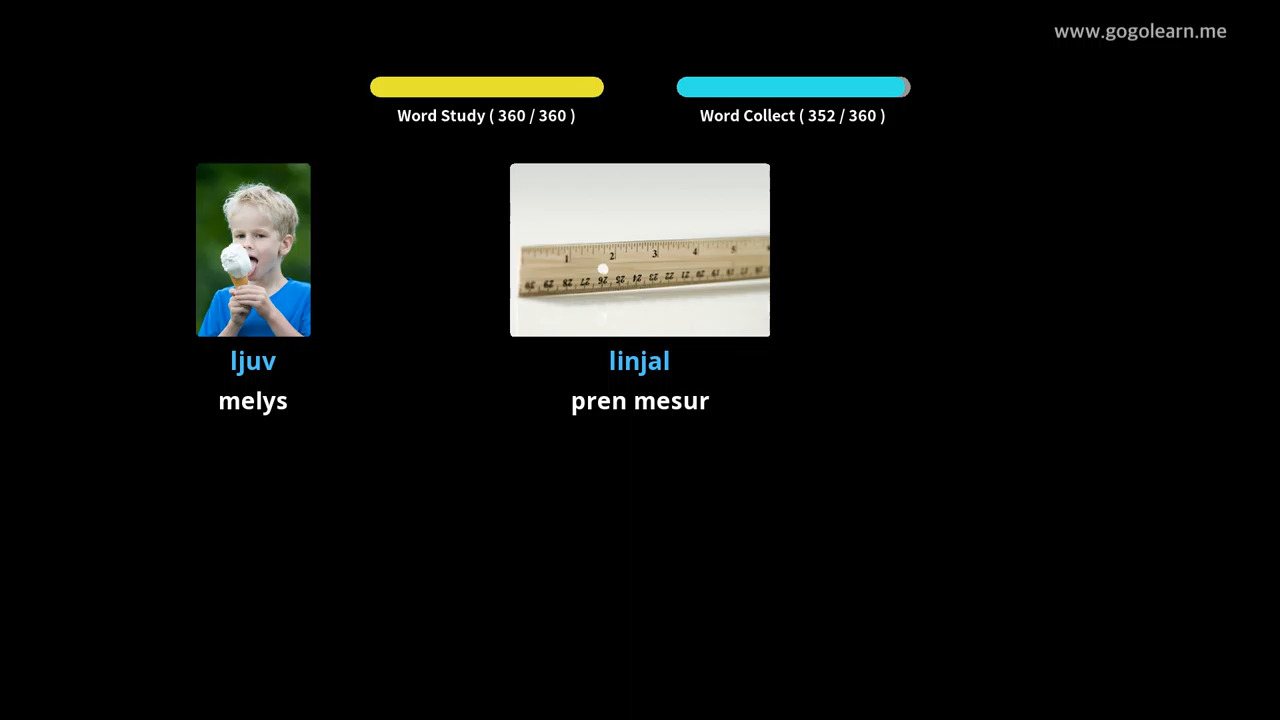 www.gogolearn.me
Word Study ( 360 / 360 )
Word Collect ( 352 / 360 )
ljuv
melys
linjal
pren mesur